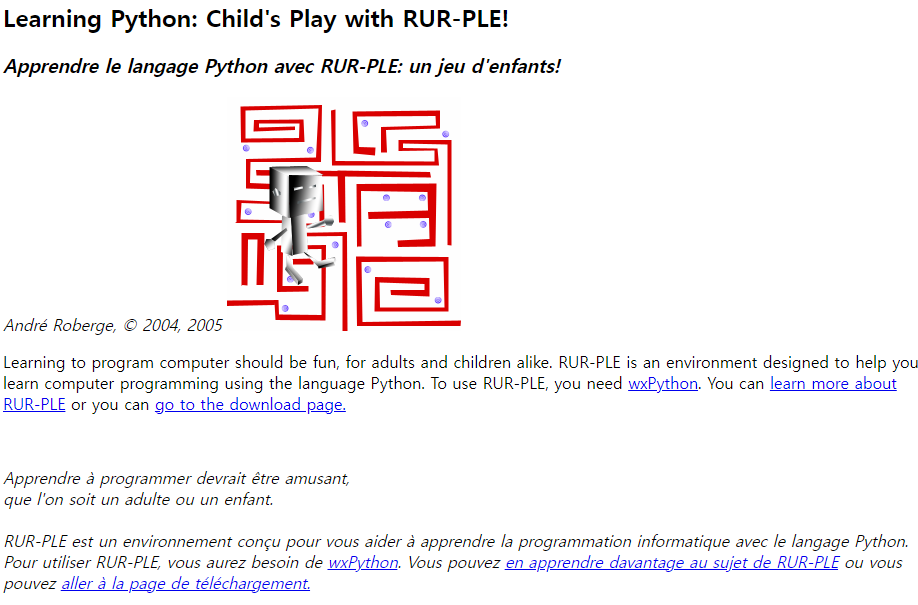 Learning Python: Child's Play with RUR-PLE!
Apprendre le langage Python avec RUR-PLE: un jeu d'enfants!
André Roberge, © 2004, 2005
Learning to program computer should be fun, for adults and children alike. RUR-PLE is an environment designed to help you
learn computer programming using the language Python. To use RUR-PLE, you need wxPython. You can learn more about
RUR-PLE or you can go to the download page.
Apprendre à programmer devrait être amusant,
que l'on soit un adulte ou un enfant.
RUR-PLE est un environnement conçu pour vous aider à apprendre la programmation informatique avec le langage Python.
Pour utiliser RUR-PLE, vous aurez besoin de wxPython. Vous pouvez en apprendre davantage au sujet de RUR-PLE ou vous
pouvez aller à la page de téléchargement.